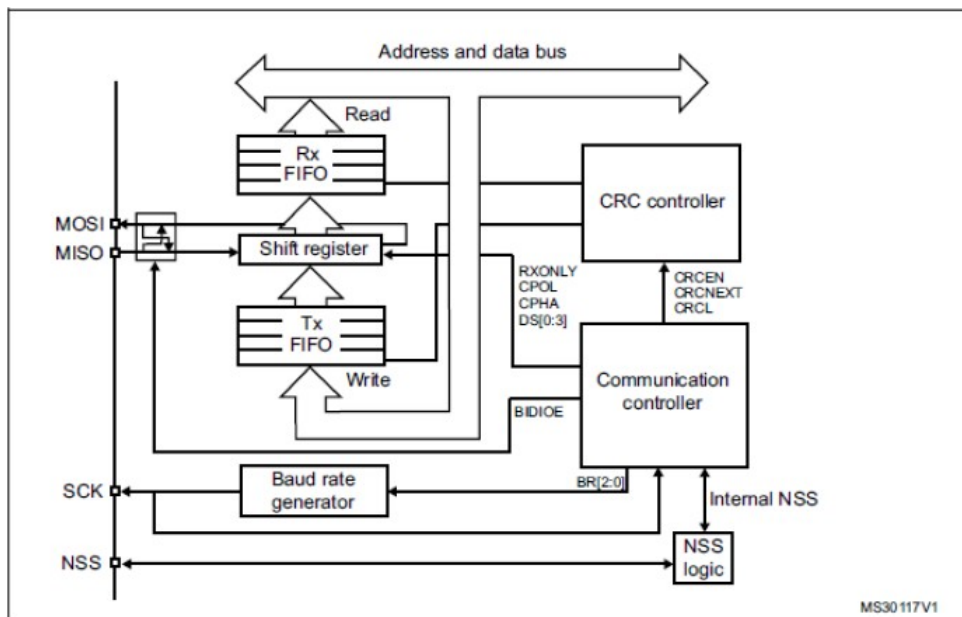 Address and data bus
Read
Rx
FIFO
CRC controller
MOSI
MISO
Shift register
RXONLY
CPOL
CPHA
DS[0:3]
CRCEN
CRCNEXT
CRCL
Tx
FIFO
Write
Communication
controller
BIDIOE
SCK
Baud rate
generator
BR[2:0]
Internal NSS
NSS
NSS
logic
MS30117V1